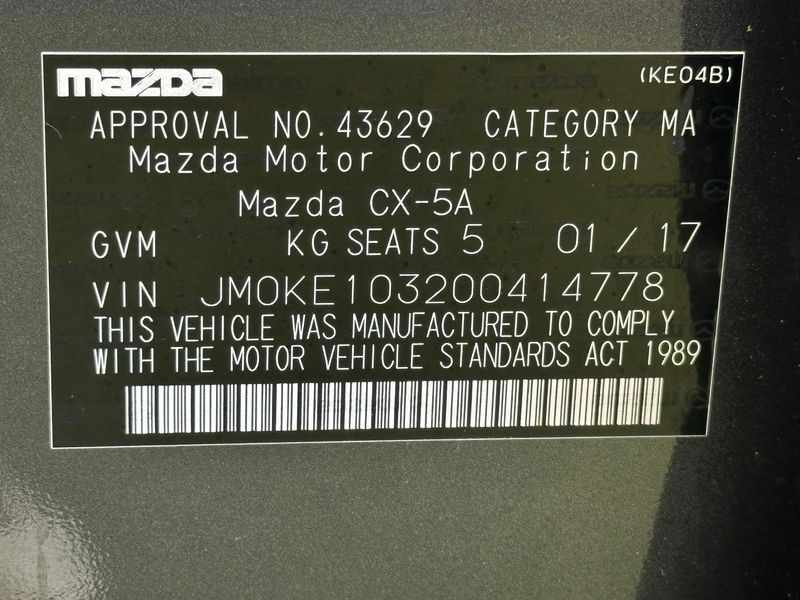 mazda (KE04B)
APPROVAL NO. 43629 CATEGORY MA
Mazda Motor Corporation
Mazda CX-5A
GVM KG SEATS 5 01 / 17
VIN JM0KE103200414778
THIS VEHICLE WAS MANUFACTURED TO COMPLY
WITH THE MOTOR VEHICLE STANDARDS ACT 1989